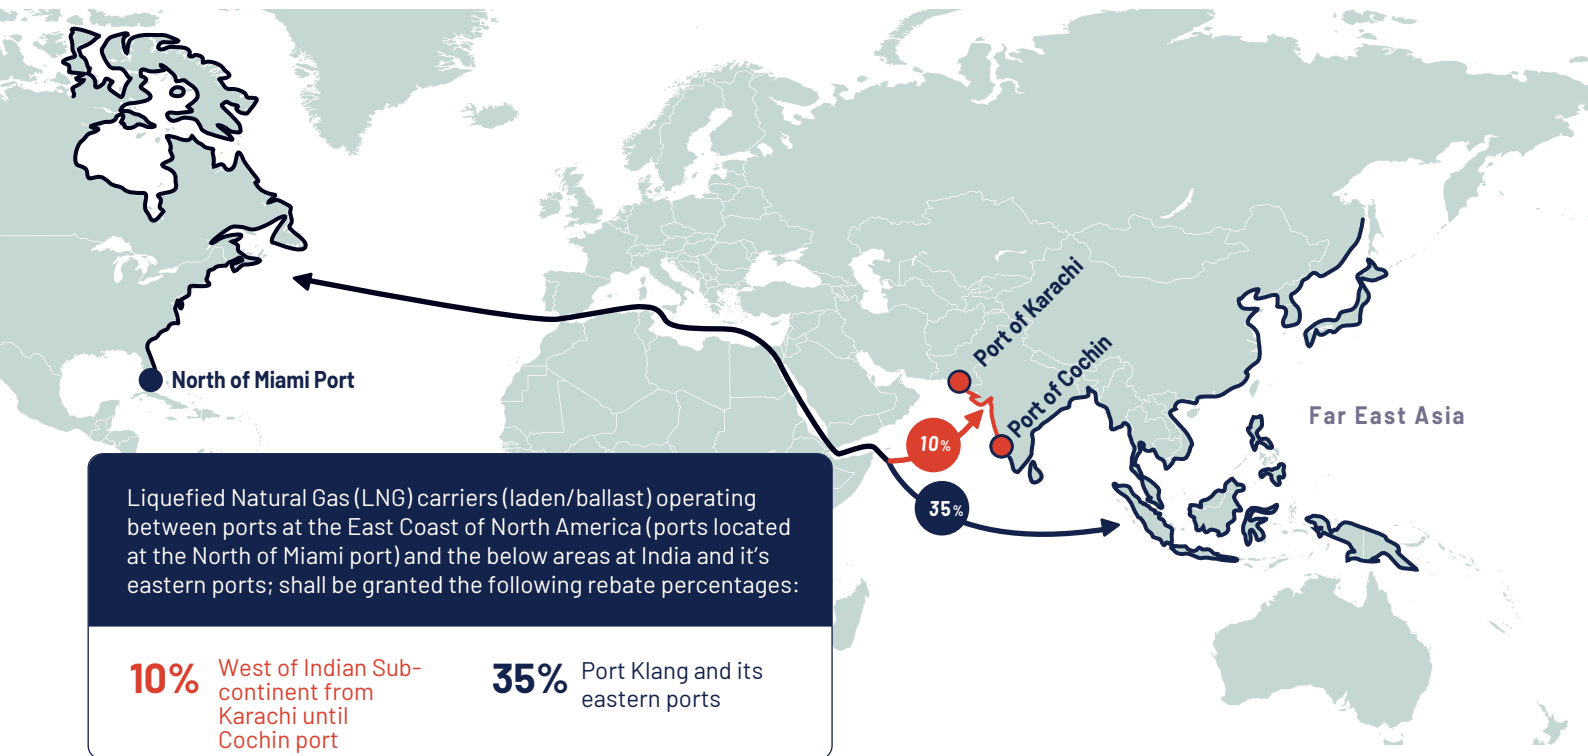 Port of Karachi
Port of Cochin
North of Miami Port
Far East Asia
10%
35%
Liquefied Natural Gas (LNG) carriers (laden/ballast) operating
between ports at the East Coast of North America (ports located
at the North of Miami port) and the below areas at India and it's
eastern ports; shall be granted the following rebate percentages:
10%
West of Indian Sub-
continent from
Karachi until
Cochin port
35%
Port Klang and its
eastern ports